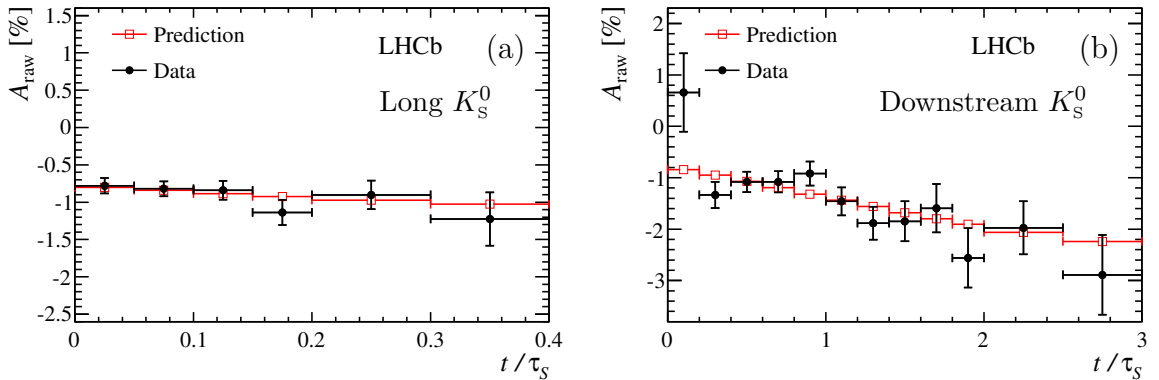 A_raw [%]
1.5
1
0.5
0
-0.5
-1
-1.5
-2
-2.5
Prediction
Data
LHCb
(a)
Long K_S^0
0 0.1 0.2 0.3 0.4
t / τ_S
A_raw [%]
2
1
0
-1
-2
-3
Prediction
Data
LHCb
(b)
Downstream K_S^0
0 1 2 3
t / τ_S